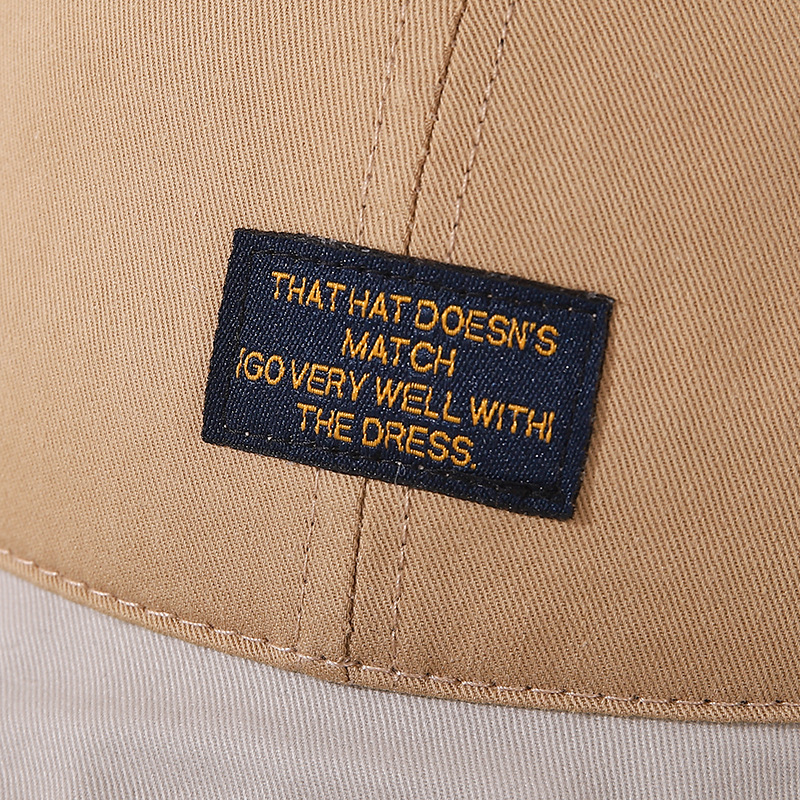 THAT HAT DOESN'S
MATCH
[GO VERY WELL WITH]
THE DRESS.